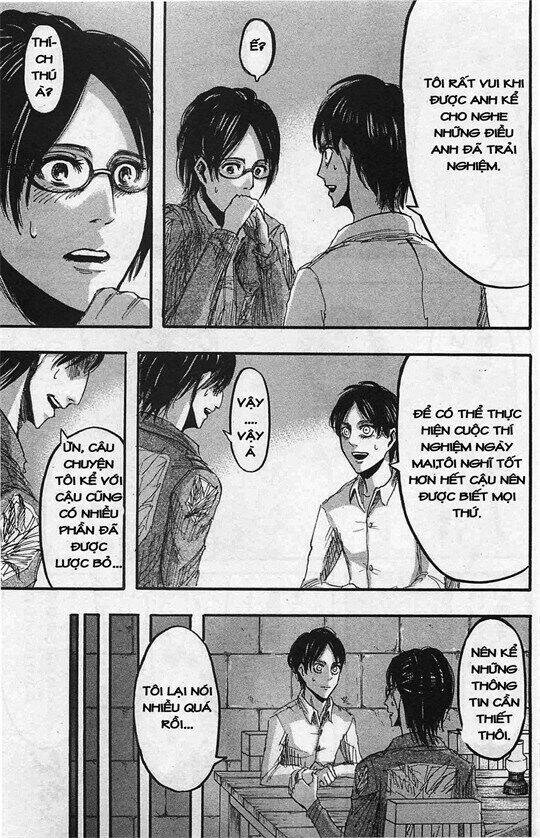 TÔI RẤT VUI KHI
ĐƯỢC ANH KỂ
CHO NGHE
NHỮNG ĐIỀU
ANH ĐÃ TRẢI
NGHIỆM.
Ế?
THÍ-
CH
THÚ
À?
ĐỂ CÓ THỂ THỰC
HIỆN CUỘC THÍ
NGHIỆM NGÀY
MAI,TÔI NGHĨ TỐT
HƠN HẾT CẬU NÊN
ĐƯỢC BIẾT MỌI
THỨ.
VẬY
....
VẬY
À
ỪN, CÂU
CHUYỆN
TÔI KỂ VỚI
CẬU CŨNG
CÓ NHIỀU
PHẦN ĐÃ
ĐƯỢC
LƯỢC BỎ...
NÊN KỂ
NHỮNG
THÔNG
TIN CẦN
THIẾT
THÔI.
TÔI LẠI NÓI
NHIỀU QUÁ
RỒI...